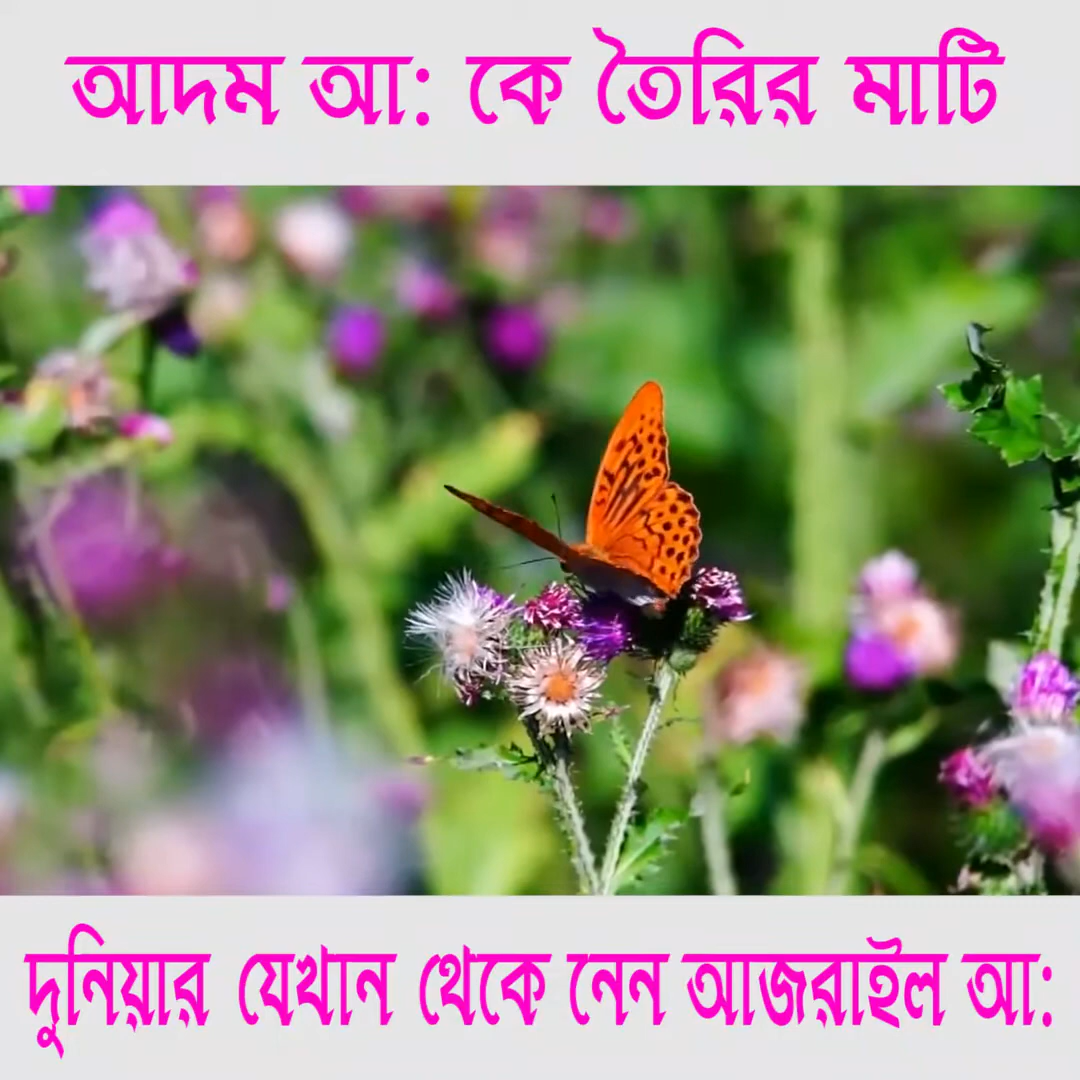 আদম আ: কে তৈরির মাটি
দুনিয়ার যেখান থেকে নেন আজরাইল আ: